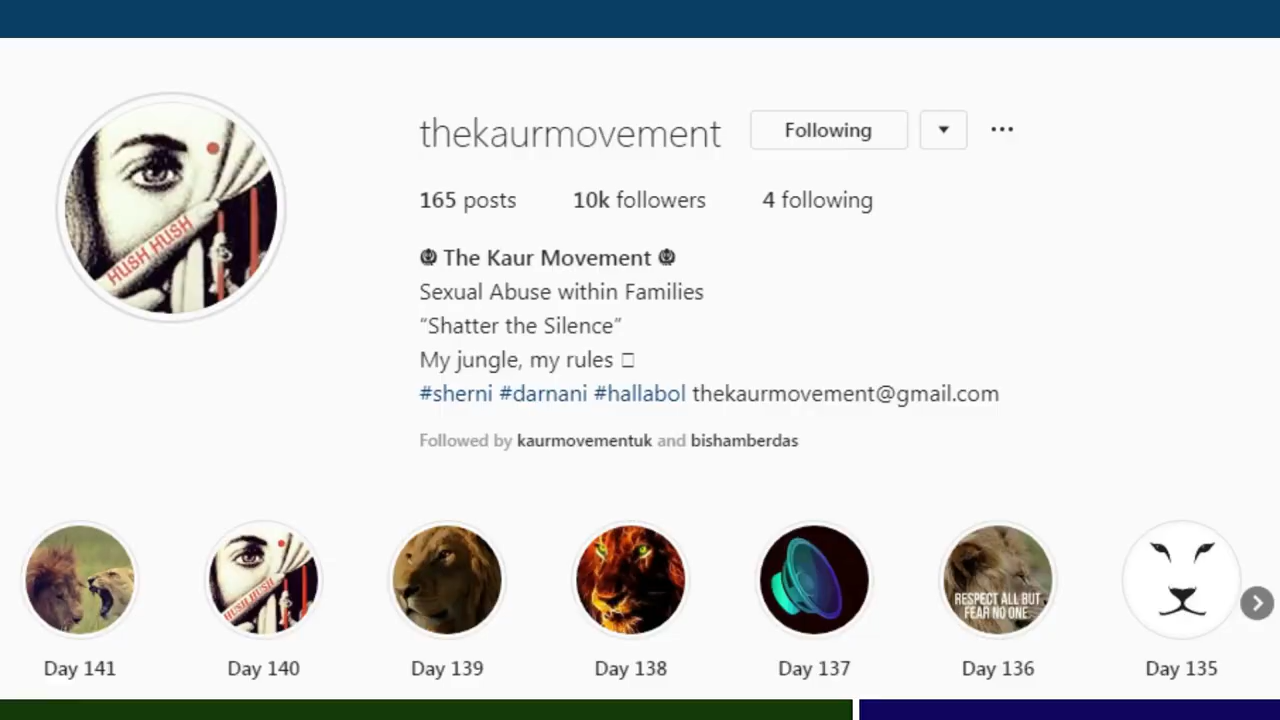 thekaurmovement Following
165 posts 10k followers 4 following
☬ The Kaur Movement ☬
Sexual Abuse within Families
“Shatter the Silence”
My jungle, my rules
#sherni #darnani #hallabol thekaurmovement@gmail.com
Followed by kaurmovementuk and bishamberdas
HUSH HUSH
HUSH HUSH
RESPECT ALL BUT
FEAR NO ONE
Day 141 Day 140 Day 139 Day 138 Day 137 Day 136 Day 135